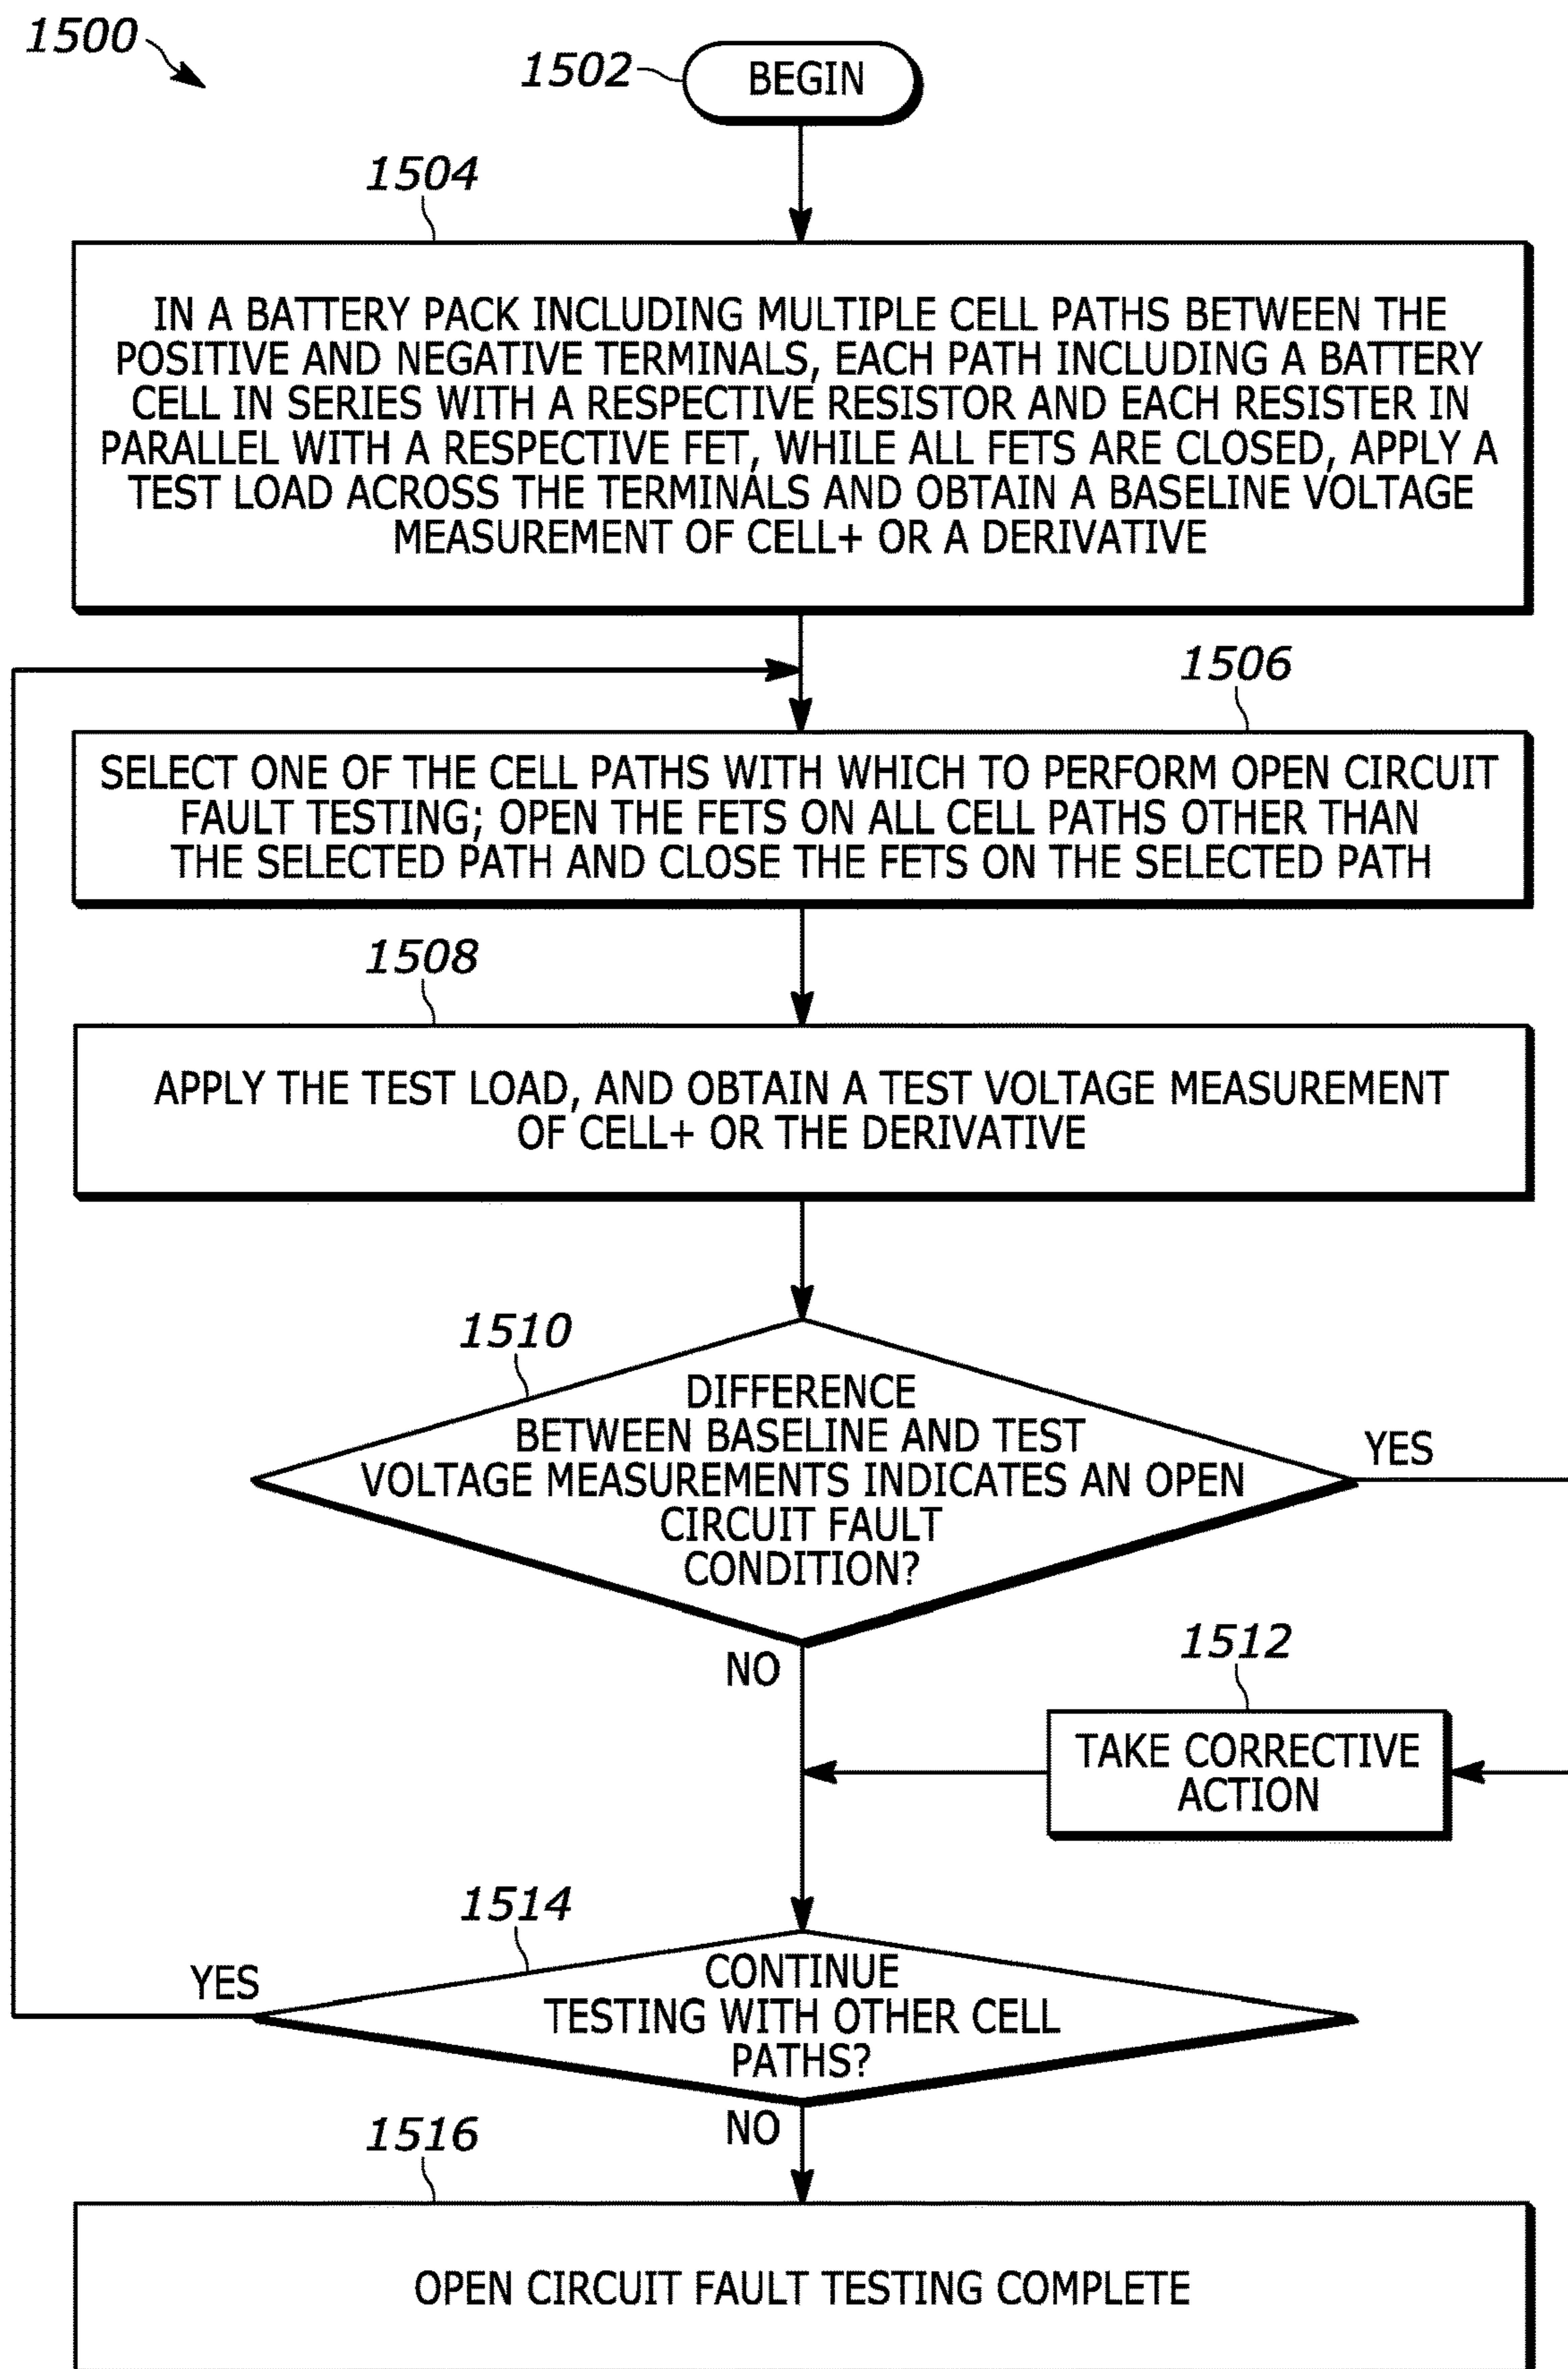 1500
1502
BEGIN
1504
IN A BATTERY PACK INCLUDING MULTIPLE CELL PATHS BETWEEN THE
POSITIVE AND NEGATIVE TERMINALS, EACH PATH INCLUDING A BATTERY
CELL IN SERIES WITH A RESPECTIVE RESISTOR AND EACH RESISTER IN
PARALLEL WITH A RESPECTIVE FET, WHILE ALL FETS ARE CLOSED, APPLY A
TEST LOAD ACROSS THE TERMINALS AND OBTAIN A BASELINE VOLTAGE
MEASUREMENT OF CELL+ OR A DERIVATIVE
1506
SELECT ONE OF THE CELL PATHS WITH WHICH TO PERFORM OPEN CIRCUIT
FAULT TESTING; OPEN THE FETS ON ALL CELL PATHS OTHER THAN
THE SELECTED PATH AND CLOSE THE FETS ON THE SELECTED PATH
1508
APPLY THE TEST LOAD, AND OBTAIN A TEST VOLTAGE MEASUREMENT
OF CELL+ OR THE DERIVATIVE
1510
DIFFERENCE
BETWEEN BASELINE AND TEST
VOLTAGE MEASUREMENTS INDICATES AN OPEN
CIRCUIT FAULT
CONDITION?
YES
NO
1512
TAKE CORRECTIVE
ACTION
1514
CONTINUE
TESTING WITH OTHER CELL
PATHS?
YES
NO
1516
OPEN CIRCUIT FAULT TESTING COMPLETE